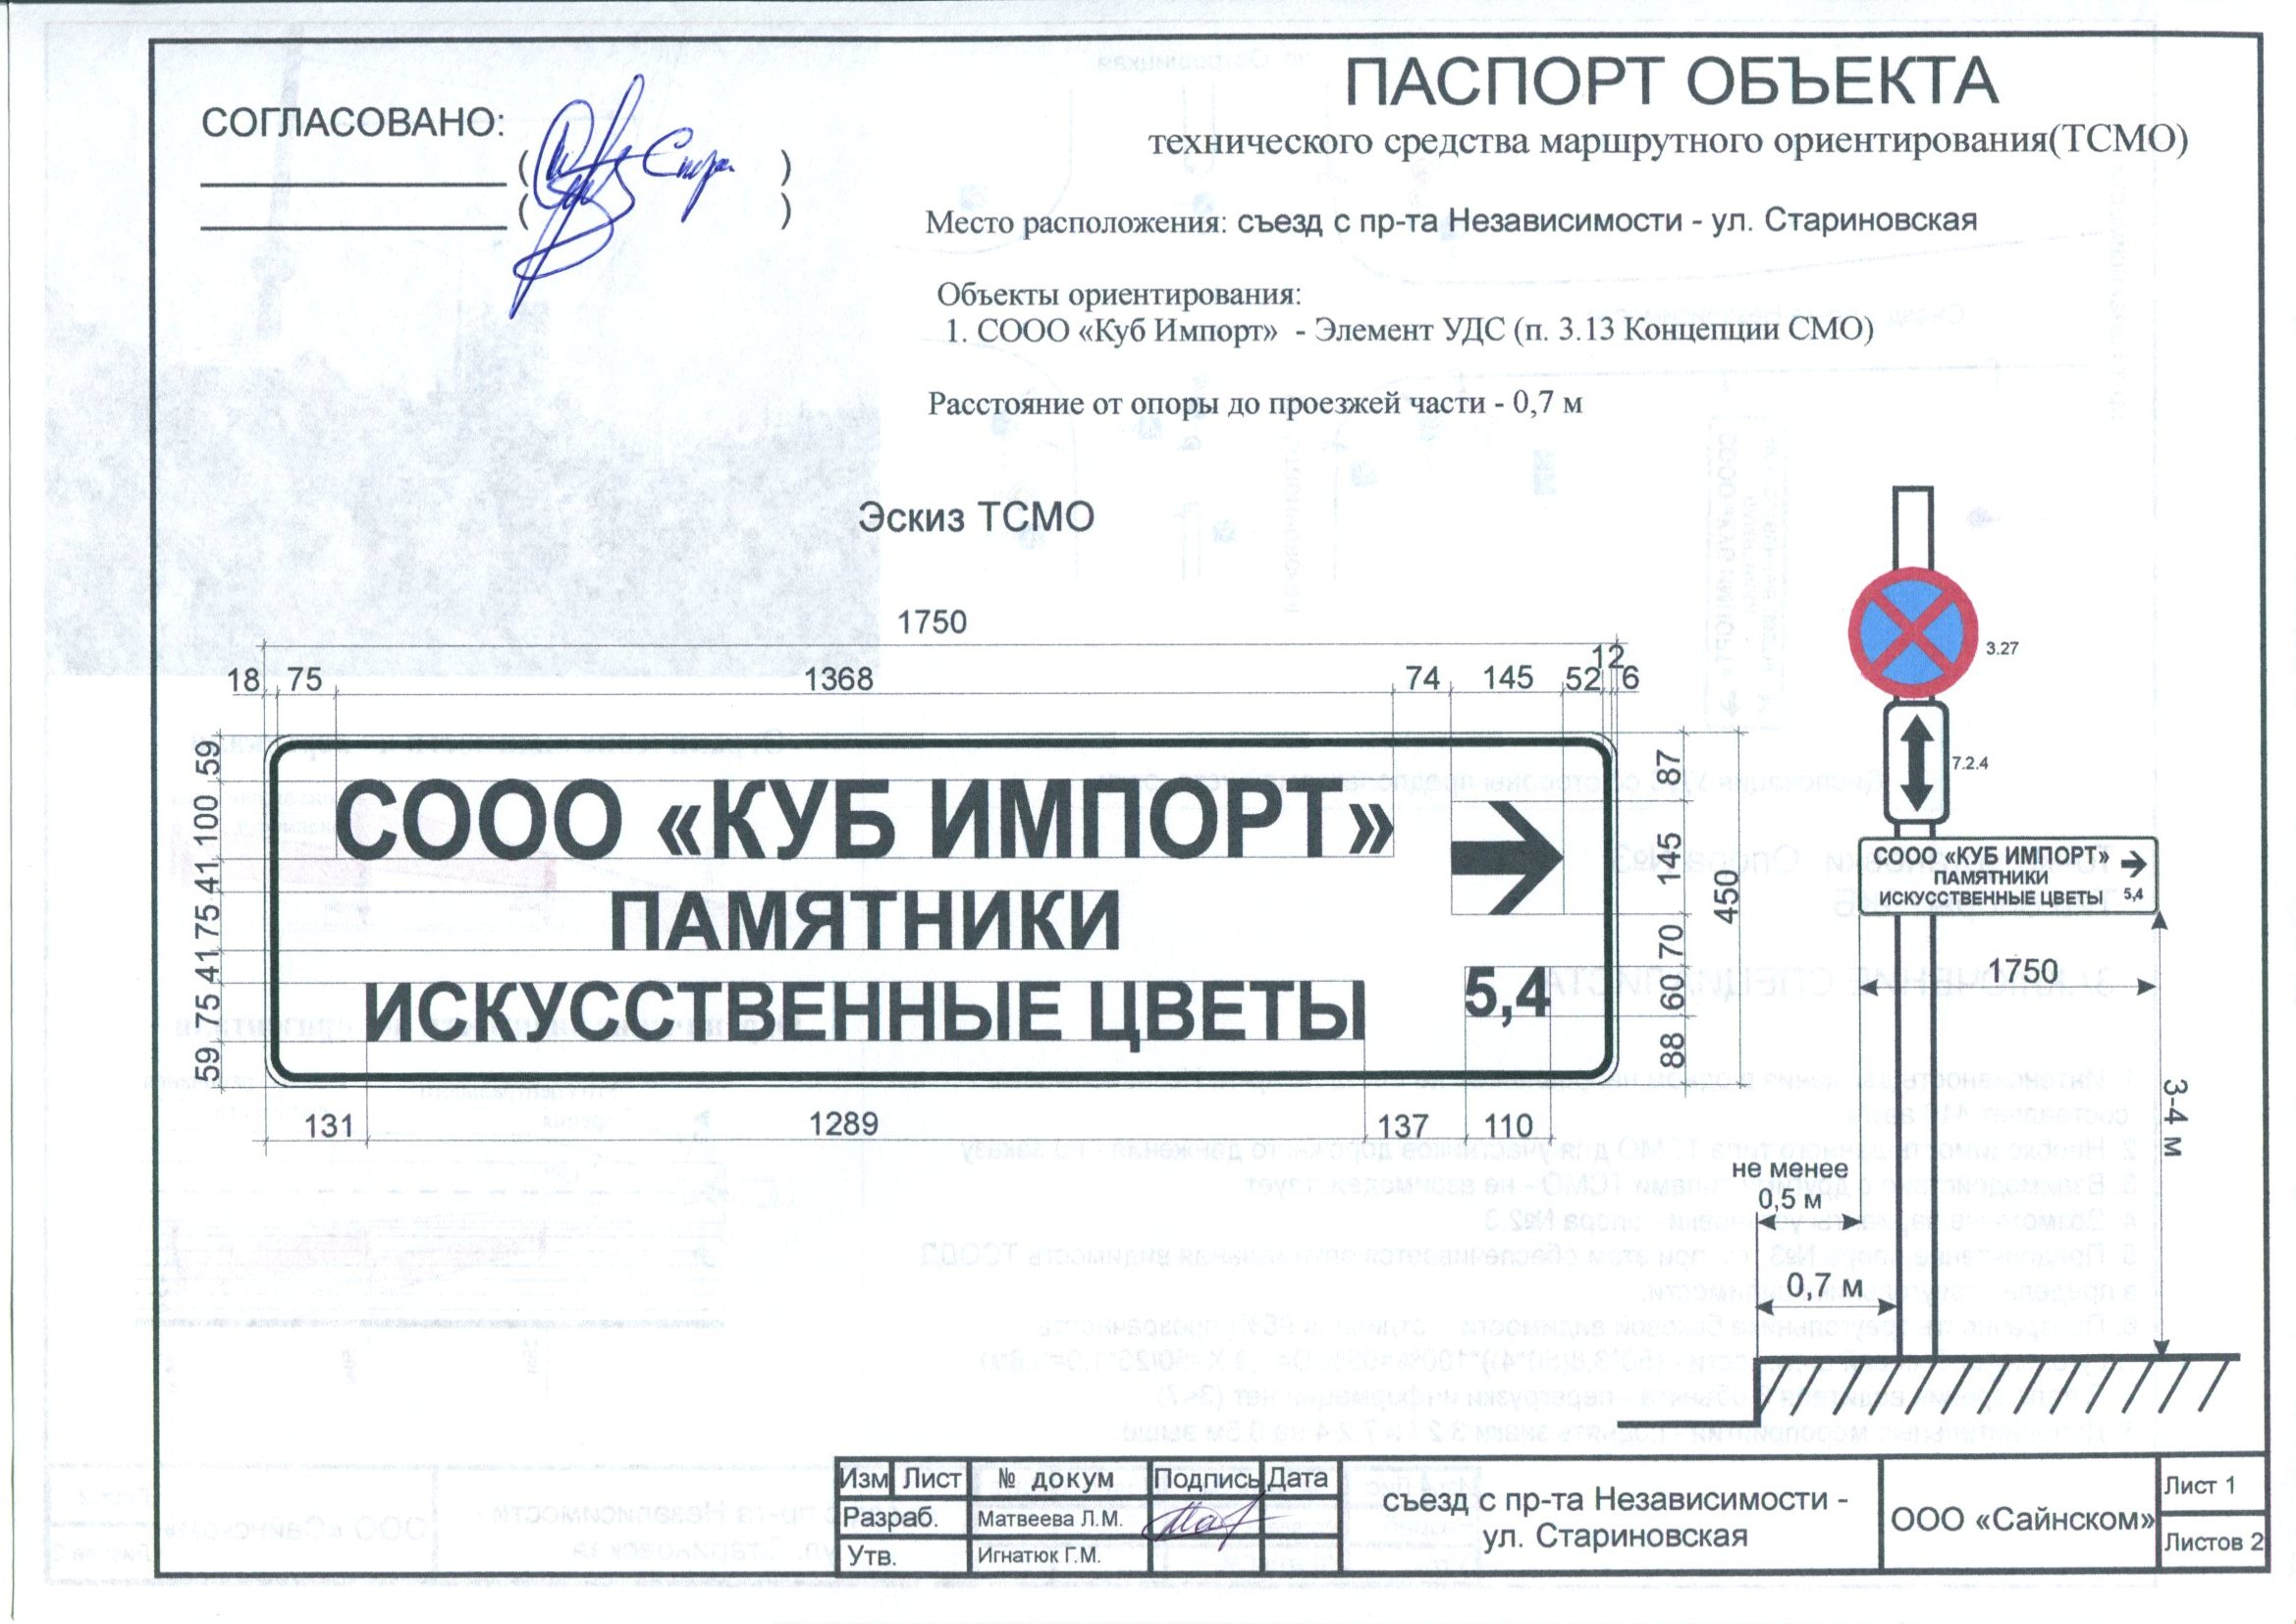 ПАСПОРТ ОБЪЕКТА
технического средства маршрутного ориентирования(ТСМО)
СОГЛАСОВАНО:
( )
( )
Место расположения: съезд с пр-та Независимости - ул. Стариновская
Объекты ориентирования:
1. СООО «Куб Импорт» - Элемент УДС (п. 3.13 Концепции СМО)
Расстояние от опоры до проезжей части - 0,7 м
Эскиз ТСМО
1750
18 75 1368 74 145 52 12 6
59 100 41 75 41 75 59
СООО «КУБ ИМПОРТ»
ПАМЯТНИКИ
ИСКУССТВЕННЫЕ ЦВЕТЫ
5,4
87 145 70 60 88
450
131 1289 137 110
3.27
7.2.4
СООО «КУБ ИМПОРТ»
ПАМЯТНИКИ
ИСКУССТВЕННЫЕ ЦВЕТЫ 5,4
1750
3-4 м
не менее
0,5 м
0,7 м
Изм Лист № докум Подпись Дата
Разраб. Матвеева Л.М.
Утв. Игнатюк Г.М.
съезд с пр-та Независимости -
ул. Стариновская
ООО «Сайнском»
Лист 1
Листов 2